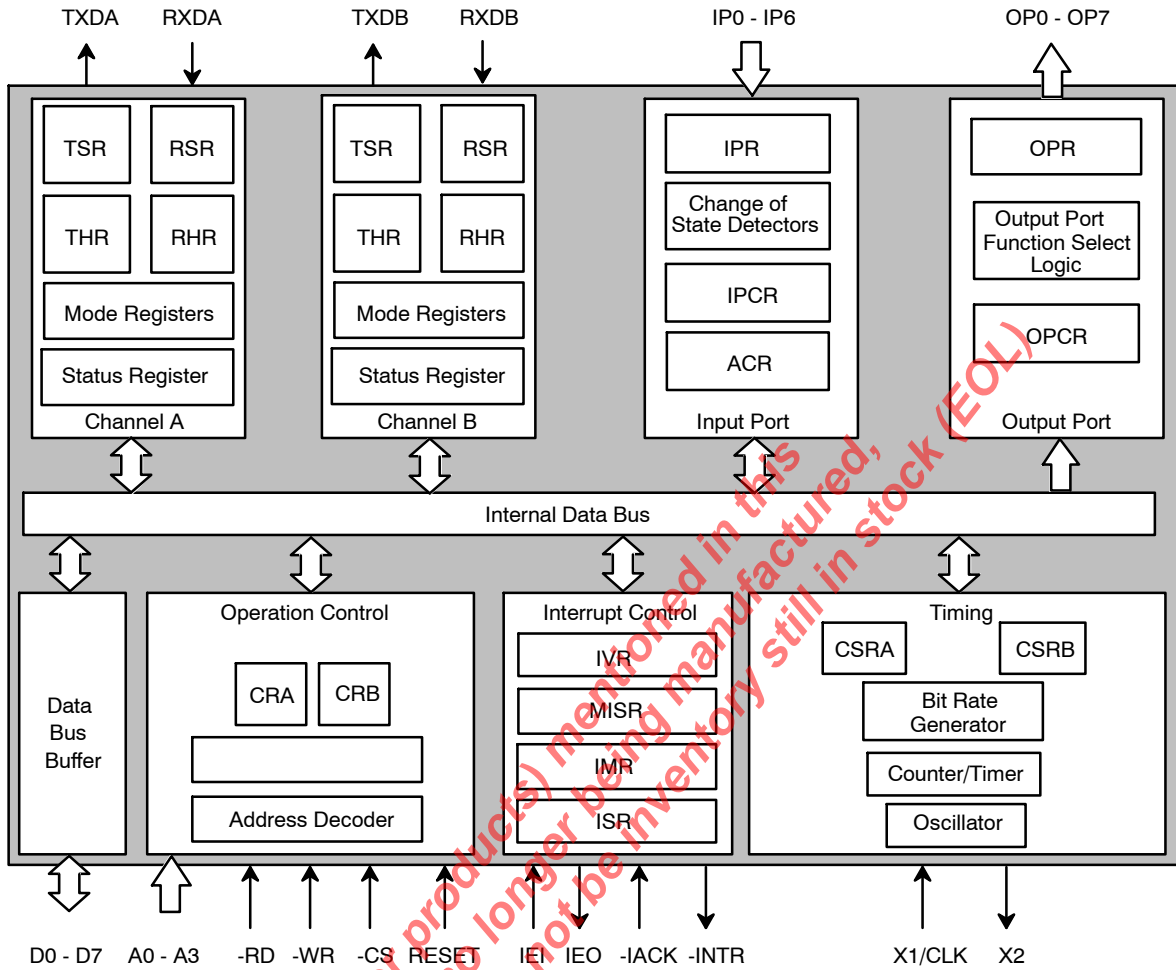 TXDA RXDA TXDB RXDB IP0 - IP6 OP0 - OP7
TSR RSR
THR RHR
Mode Registers
Status Register
Channel A
TSR RSR
THR RHR
Mode Registers
Status Register
Channel B
IPR
Change of
State Detectors
IPCR
ACR
Input Port
OPR
Output Port
Function Select
Logic
OPCR
Output Port
Internal Data Bus
Data
Bus
Buffer
Operation Control
CRA CRB
Address Decoder
Interrupt Control
IVR
MISR
IMR
ISR
Timing
CSRA CSRB
Bit Rate
Generator
Counter/Timer
Oscillator
D0 - D7 A0 - A3 -RD -WR -CS RESET IEI IEO -IACK -INTR X1/CLK X2
r products) mentioned in this
o longer being manufactured,
not be inventory still in stock (EOL)